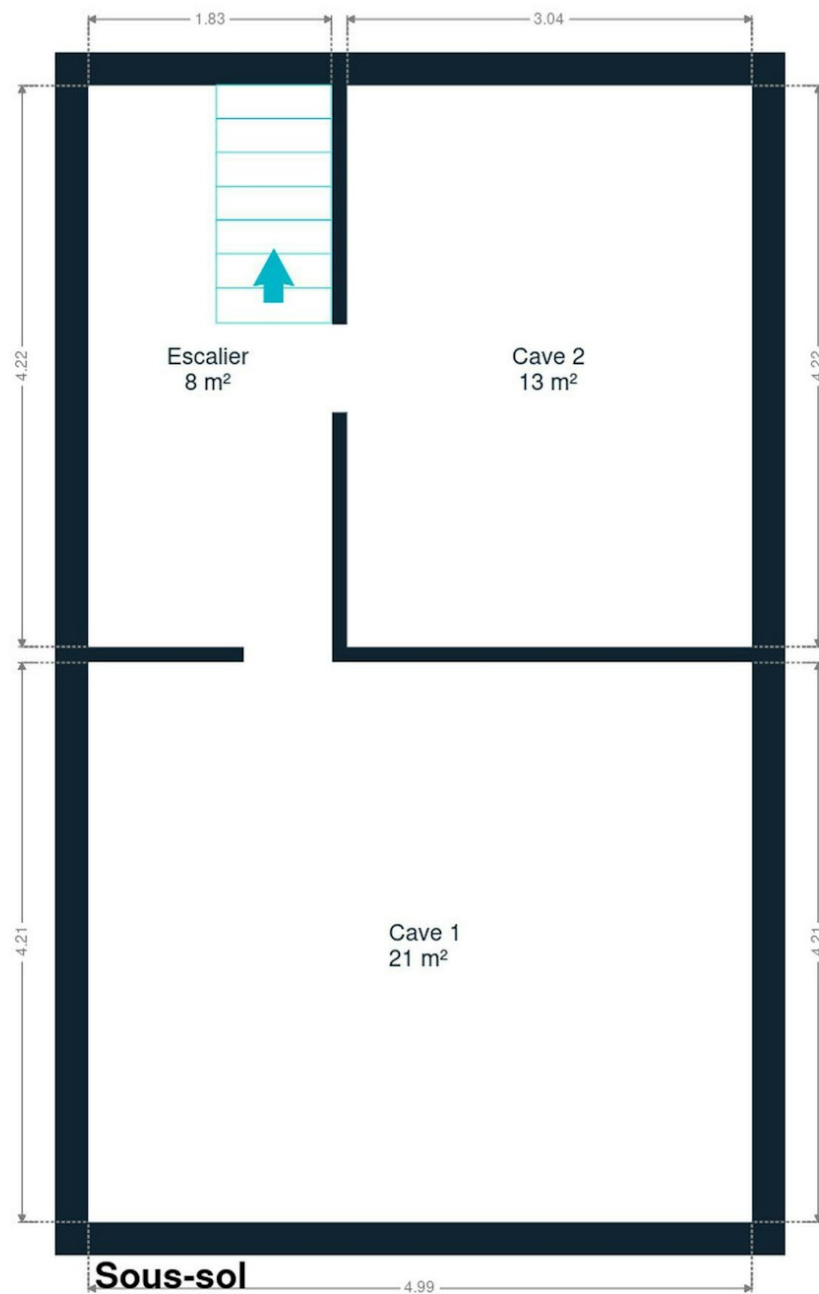 1.83
3.04
4.22
4.22
Escalier
8 m²
Cave 2
13 m²
4.21
4.21
Cave 1
21 m²
Sous-sol
4.99